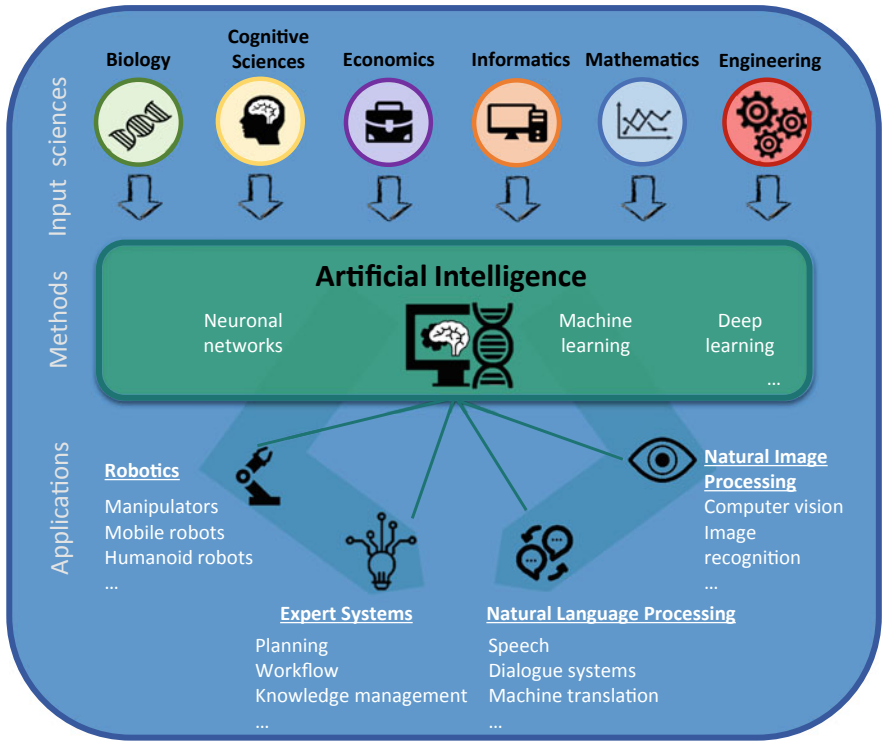 Input sciences
Biology
Cognitive
Sciences
Economics
Informatics
Mathematics
Engineering
Methods
Artificial Intelligence
Neuronal
networks
Machine
learning
Deep
learning
...
Applications
Robotics
Manipulators
Mobile robots
Humanoid robots
...
Expert Systems
Planning
Workflow
Knowledge management
...
Natural Language Processing
Speech
Dialogue systems
Machine translation
...
Natural Image
Processing
Computer vision
Image
recognition
...